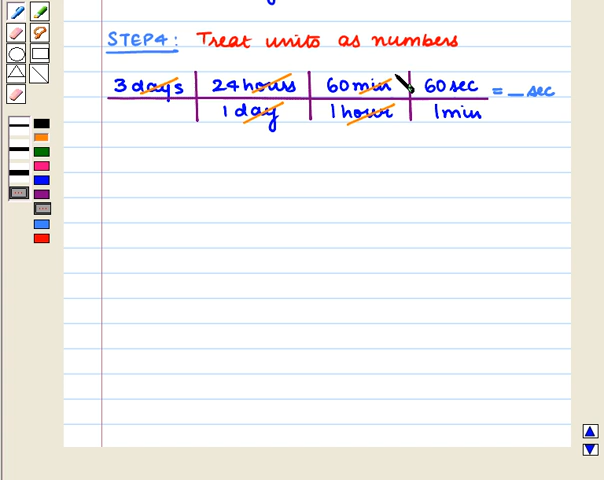 STEP4: Treat units as numbers
3 days | 24 hours | 60 min | 60 sec = _ sec
1 day | 1 hour | 1 min